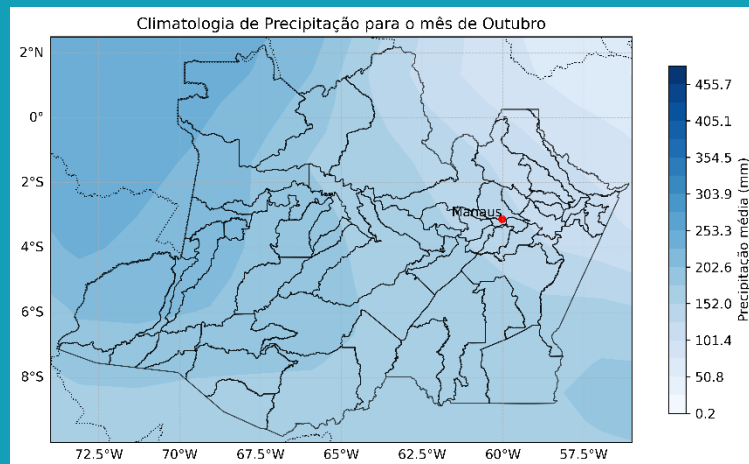 Climatologia de Precipitação para o mês de Outubro
2°N
0°
2°S
4°S
6°S
8°S
72.5°W 70°W 67.5°W 65°W 62.5°W 60°W 57.5°W
Manaus
455.7
405.1
354.5
303.9
253.3
202.6
152.0
101.4
50.8
0.2
Precipitação média (mm)